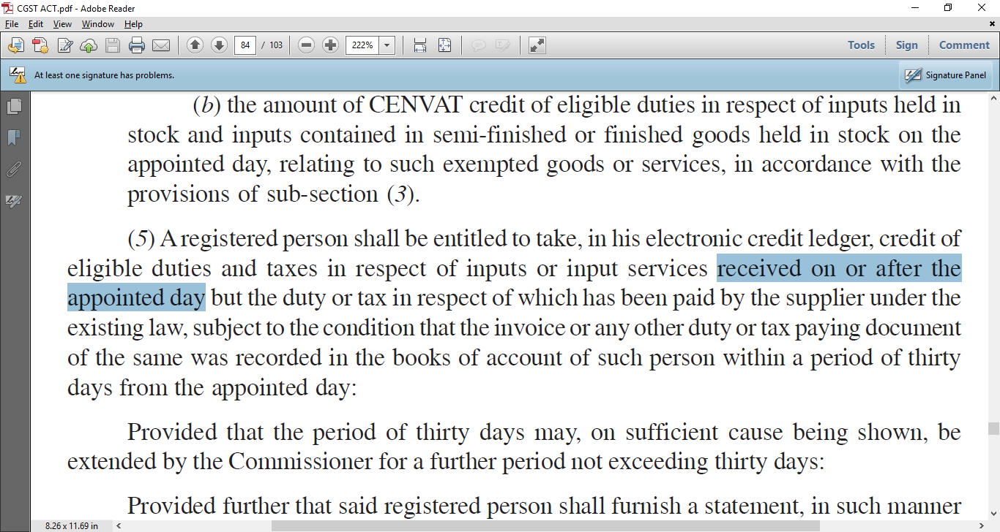 CGST ACT.pdf - Adobe Reader
File Edit View Window Help
84 / 103 222% Tools Sign Comment
At least one signature has problems. Signature Panel
(b) the amount of CENVAT credit of eligible duties in respect of inputs held in
stock and inputs contained in semi-finished or finished goods held in stock on the
appointed day, relating to such exempted goods or services, in accordance with the
provisions of sub-section (3).
(5) A registered person shall be entitled to take, in his electronic credit ledger, credit of
eligible duties and taxes in respect of inputs or input services received on or after the
appointed day but the duty or tax in respect of which has been paid by the supplier under the
existing law, subject to the condition that the invoice or any other duty or tax paying document
of the same was recorded in the books of account of such person within a period of thirty
days from the appointed day:
Provided that the period of thirty days may, on sufficient cause being shown, be
extended by the Commissioner for a further period not exceeding thirty days:
Provided further that said registered person shall furnish a statement, in such manner
8.26 x 11.69 in